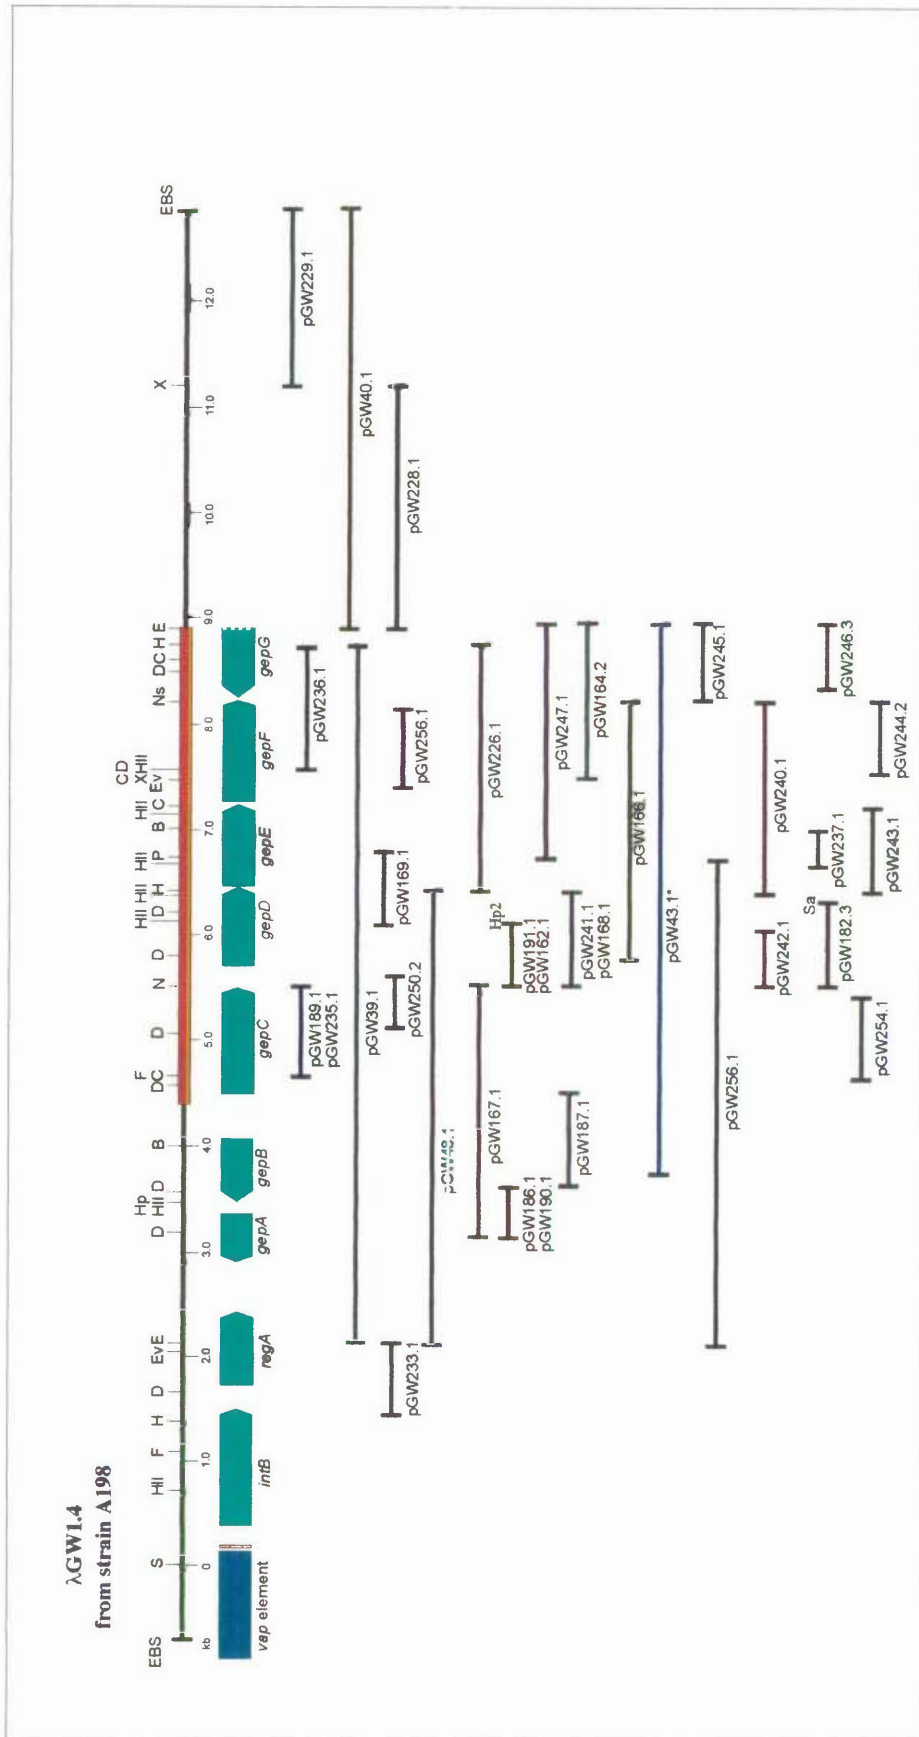 λGW1.4
from strain A198
EBS S HII F H D Ev E D Hp HII D B DC F D N D HII D HII H HII P B HII C Ev XHII CD Ns DC H E X EBS
kb 0 1.0 2.0 3.0 4.0 5.0 6.0 7.0 8.0 9.0 10.0 11.0 12.0
vap element intB regA gepA gepB gepC gepD gepE gepF gepG
pGW229.1
pGW189.1
pGW235.1
pGW236.1
pGW39.1
pGW40.1
pGW233.1
pGW250.2
pGW169.1
pGW256.1
pGW228.1
pGW167.1
pGW226.1
pGW186.1
pGW190.1
Hp2
pGW191.1
pGW162.1
pGW247.1
pGW187.1
pGW241.1
pGW168.1
pGW164.2
pGW166.1
pGW43.1*
pGW245.1
pGW256.1
pGW242.1
pGW240.1
Sa
pGW182.3
pGW237.1
pGW246.3
pGW254.1
pGW243.1
pGW244.2